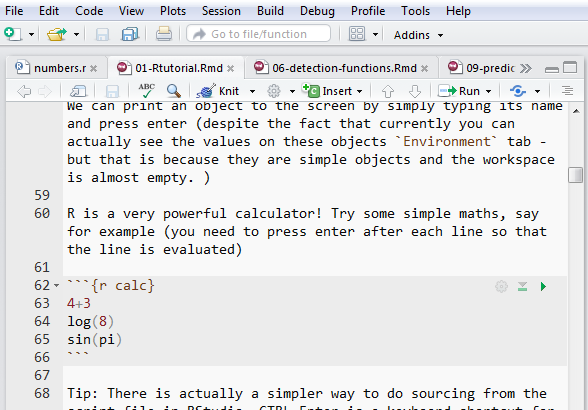 File Edit Code View Plots Session Build Debug Profile Tools Help
Go to file/function Addins
numbers.r 01-Rtutorial.Rmd 06-detection-functions.Rmd 09-predic
ABC Knit Insert Run
We can print an object to the screen by simply typing its name
and press enter (despite the fact that currently you can
actually see the values on these objects `Environment` tab -
but that is because they are simple objects and the workspace
is almost empty. )
59
60 R is a very powerful calculator! Try some simple maths, say
for example (you need to press enter after each line so that
the line is evaluated)
61
62 ```{r calc}
63 4+3
64 log(8)
65 sin(pi)
66 ```
67
68 Tip: There is actually a simpler way to do sourcing from the
script file in RStudio. CTRL Enter is a keyboard shortcut for